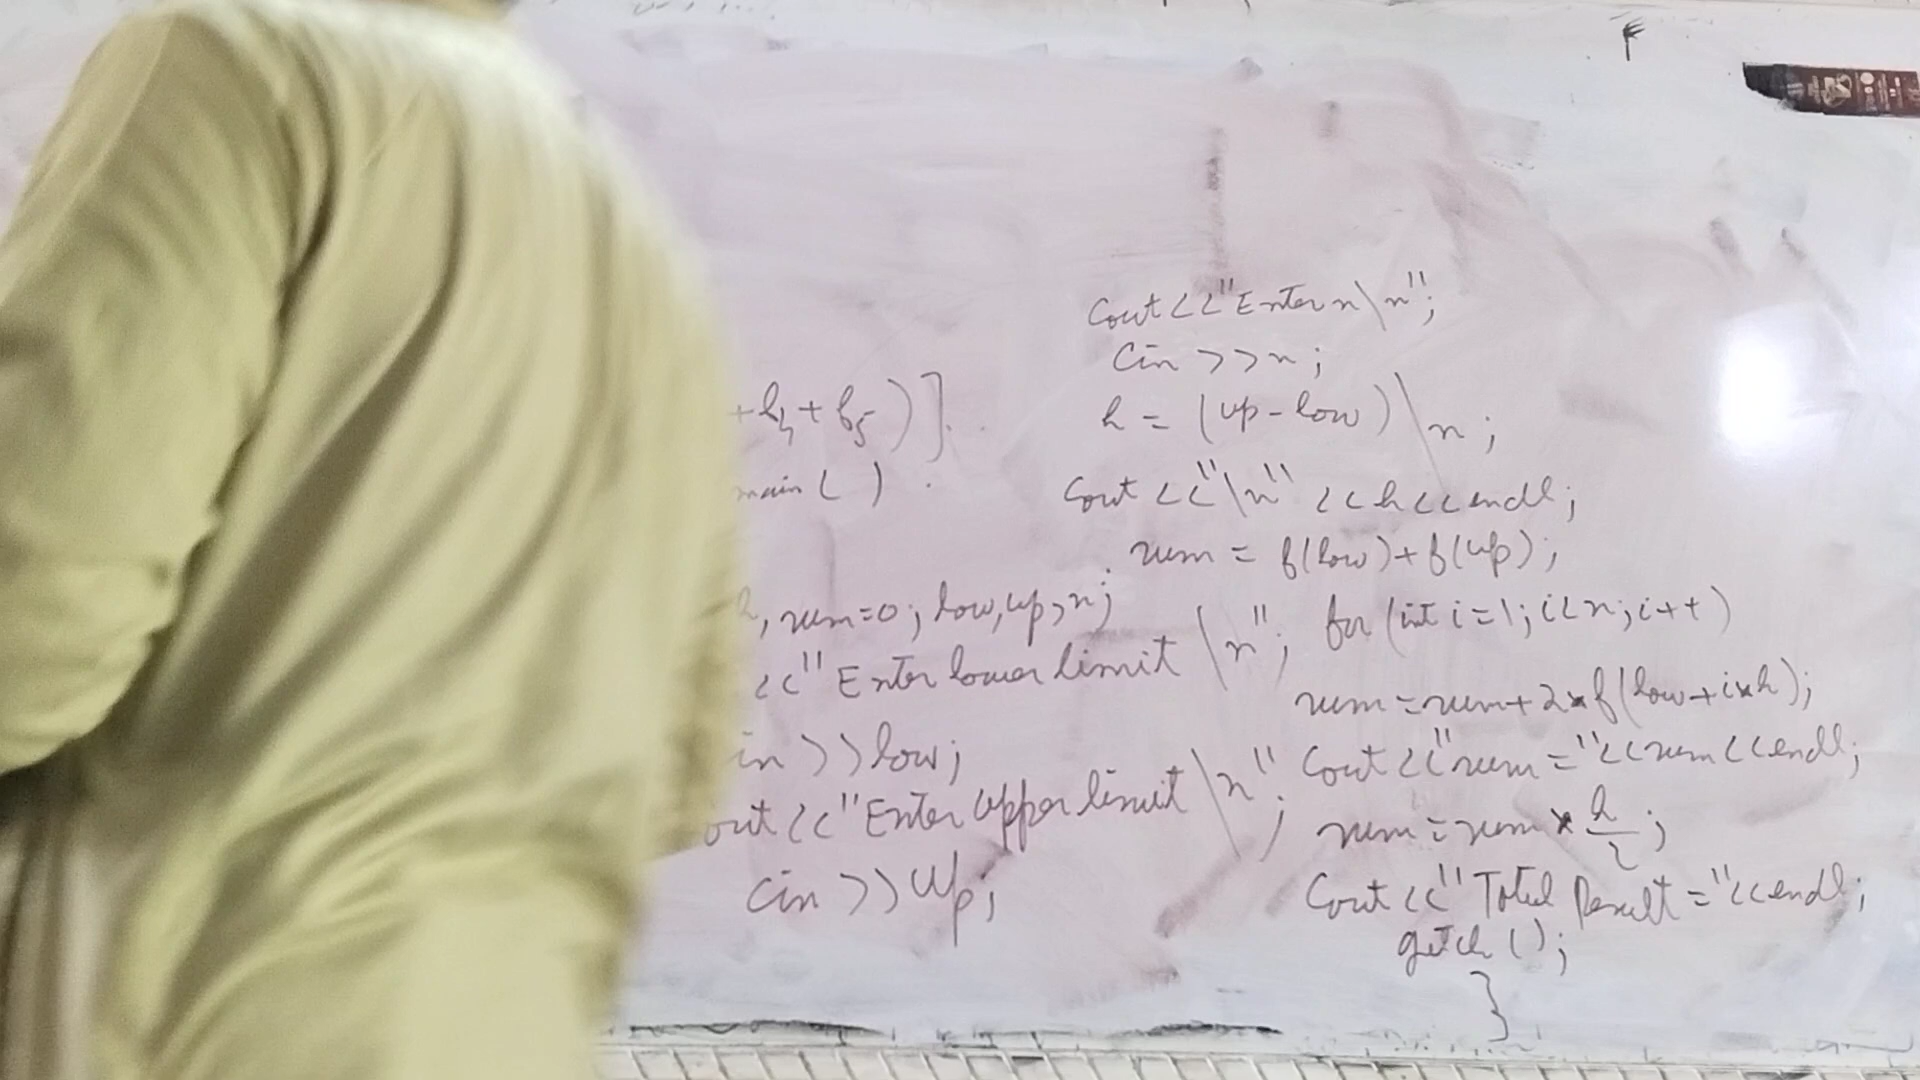 +f4+f5)].
main( )
, sum=0; low,up,n;
<<"Enter lower limit \n";
in >>low;
out <<"Enter Upper limit \n";
cin >>Up;
F
Cout<<"Enter n\n";
Cin >>n;
h = (up-low)\n;
Cout <<"\n" <<h<<endl;
sum = f(low)+f(up);
for (int i=1;i<n;i++)
sum=sum+2*f(low+i*h);
Cout <<"sum="<<sum<<endl;
sum=sum * h/2;
Cout <<"Total Result="<<endl;
getch ();
}